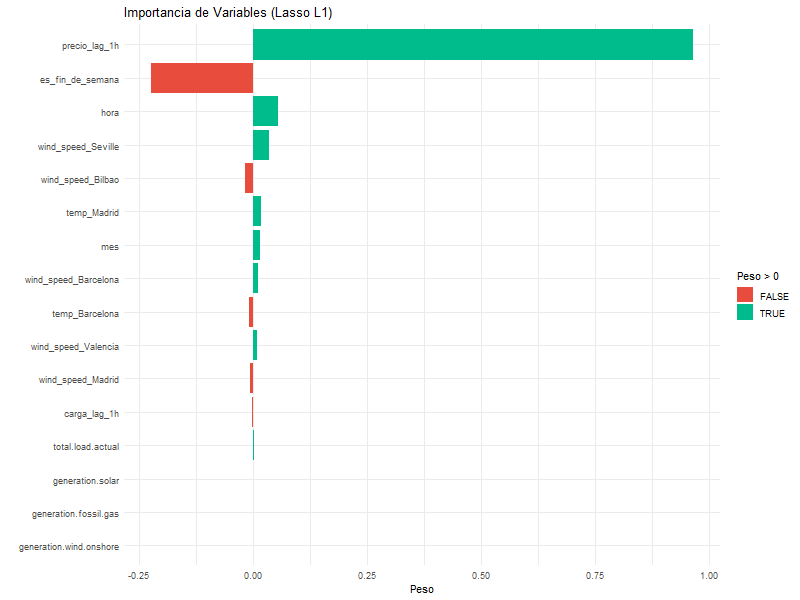 Importancia de Variables (Lasso L1)
precio_lag_1h
es_fin_de_semana
hora
wind_speed_Seville
wind_speed_Bilbao
temp_Madrid
mes
wind_speed_Barcelona
temp_Barcelona
wind_speed_Valencia
wind_speed_Madrid
carga_lag_1h
total.load.actual
generation.solar
generation.fossil.gas
generation.wind.onshore
-0.25 0.00 0.25 0.50 0.75 1.00
Peso
Peso > 0
FALSE
TRUE